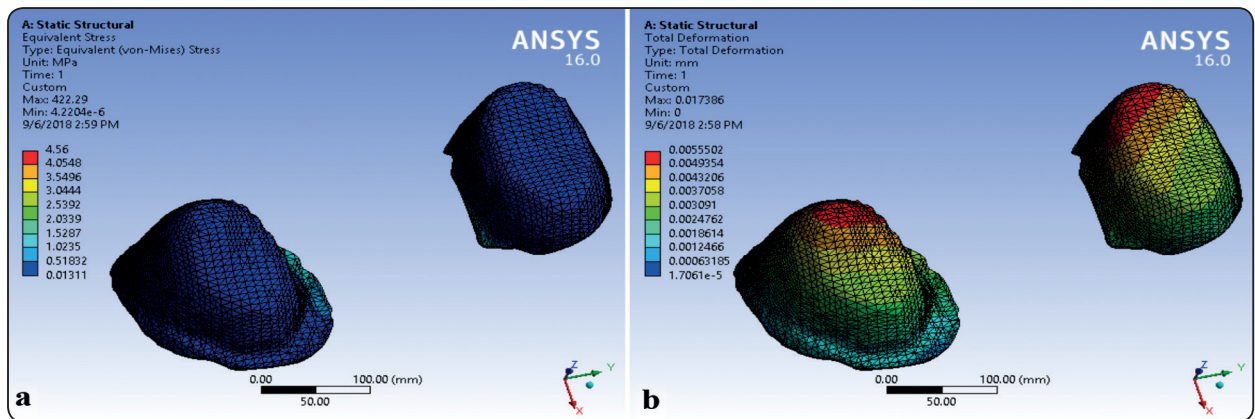 A: Static Structural
Equivalent Stress
Type: Equivalent (von-Mises) Stress
Unit: MPa
Time: 1
Custom
Max: 422.29
Min: 4.2204e-6
9/6/2018 2:59 PM
ANSYS
16.0
4.56
4.0548
3.5496
3.0444
2.5392
2.0339
1.5287
1.0235
0.51832
0.01311
0.00
100.00 (mm)
50.00
Z
Y
X
a
A: Static Structural
Total Deformation
Type: Total Deformation
Unit: mm
Time: 1
Custom
Max: 0.017386
Min: 0
9/6/2018 2:58 PM
ANSYS
16.0
0.0055502
0.0049354
0.0043206
0.0037058
0.003091
0.0024762
0.0018614
0.0012466
0.00063185
1.7061e-5
0.00
100.00 (mm)
50.00
Z
Y
X
b